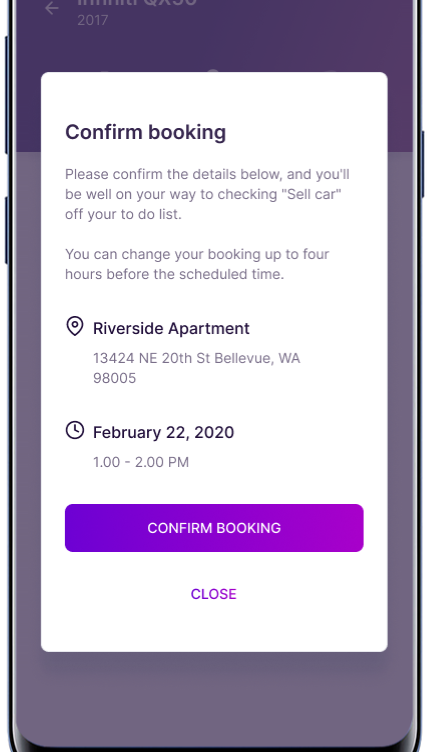 Infiniti QX50
2017
Confirm booking
Please confirm the details below, and you'll
be well on your way to checking "Sell car"
off your to do list.
You can change your booking up to four
hours before the scheduled time.
Riverside Apartment
13424 NE 20th St Bellevue, WA
98005
February 22, 2020
1.00 - 2.00 PM
CONFIRM BOOKING
CLOSE